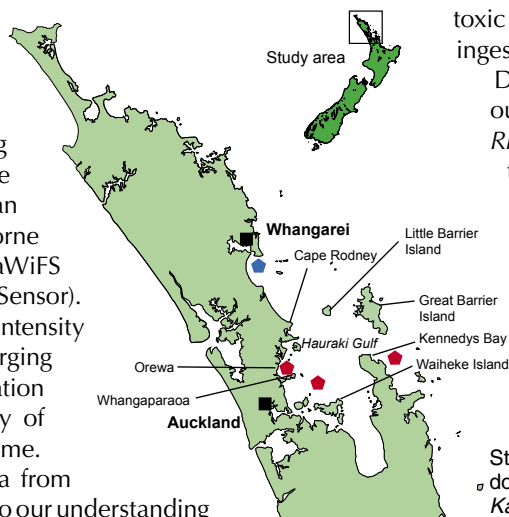 toxic
inges
Study area
D
ou
RI
g
e
an
orne
aWiFS
Sensor).
ntensity
rging
ation
y of
me.
a from
o our understanding
Whangarei
Little Barrier
Island
Cape Rodney
Great Barrier
Island
Hauraki Gulf
Kennedys Bay
Orewa
Waiheke Island
Whangaparaoa
Auckland
St
do
Ka